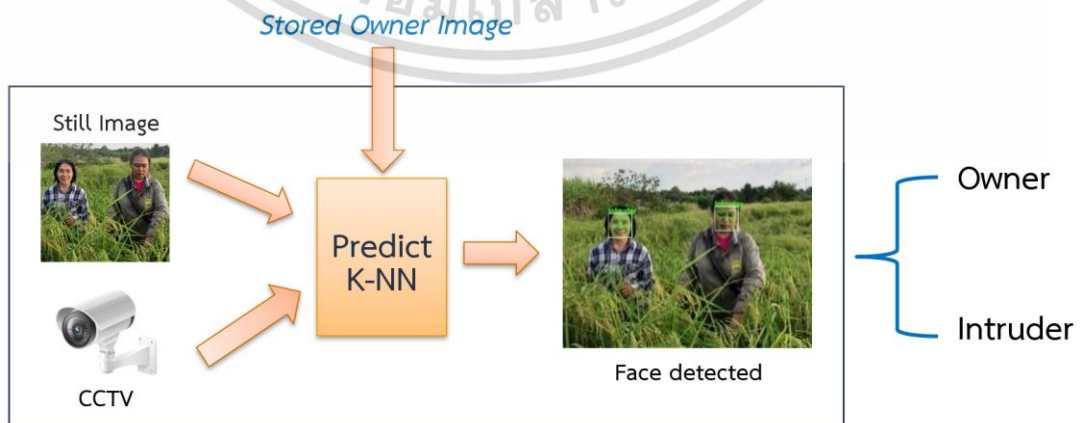 Stored Owner Image
Still Image
Predict
K-NN
CCTV
Face detected
Owner
Intruder